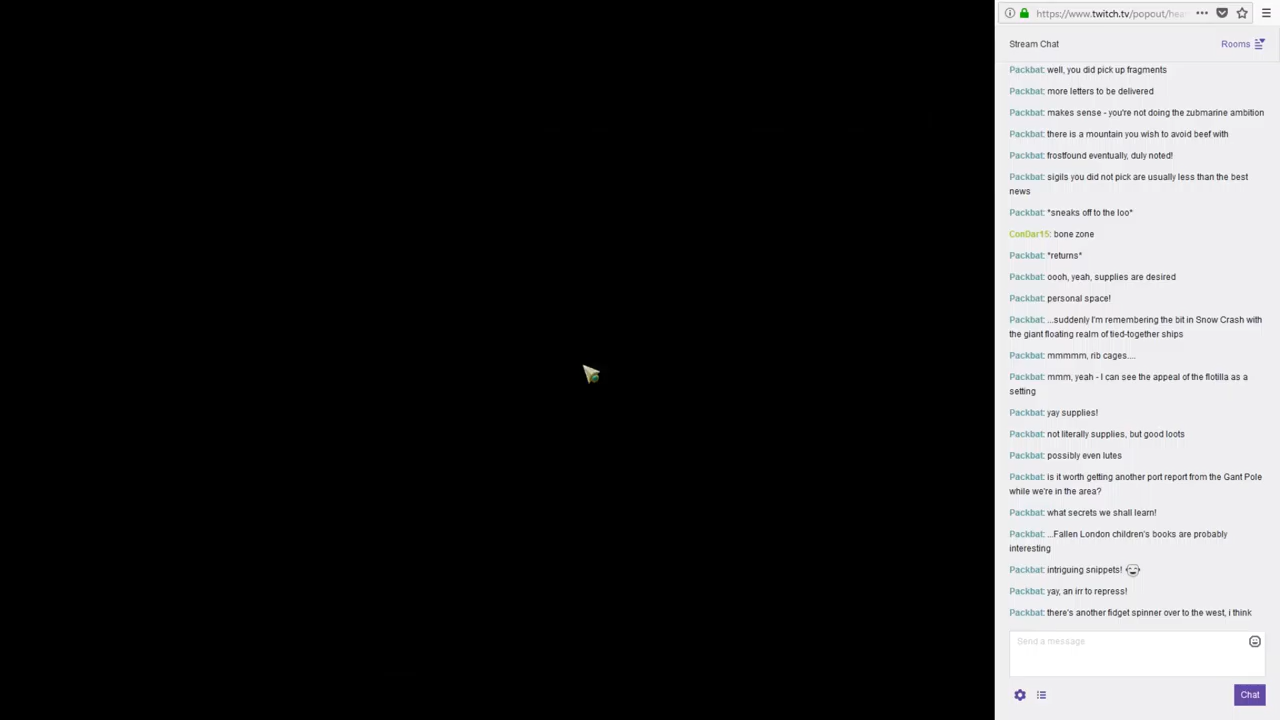 https://www.twitch.tv/popout/hea
Stream Chat
Rooms
Packbat: well, you did pick up fragments
Packbat: more letters to be delivered
Packbat: makes sense - you're not doing the zubmarine ambition
Packbat: there is a mountain you wish to avoid beef with
Packbat: frostfound eventually, duly noted!
Packbat: sigils you did not pick are usually less than the best
news
Packbat: *sneaks off to the loo*
ConDar15: bone zone
Packbat: *returns*
Packbat: oooh, yeah, supplies are desired
Packbat: personal space!
Packbat: ...suddenly I'm remembering the bit in Snow Crash with
the giant floating realm of tied-together ships
Packbat: mmmmm, rib cages....
Packbat: mmm, yeah - I can see the appeal of the flotilla as a
setting
Packbat: yay supplies!
Packbat: not literally supplies, but good loots
Packbat: possibly even lutes
Packbat: is it worth getting another port report from the Gant Pole
while we're in the area?
Packbat: what secrets we shall learn!
Packbat: ...Fallen London children's books are probably
interesting
Packbat: intriguing snippets!
Packbat: yay, an irr to repress!
Packbat: there's another fidget spinner over to the west, i think
Send a message
Chat